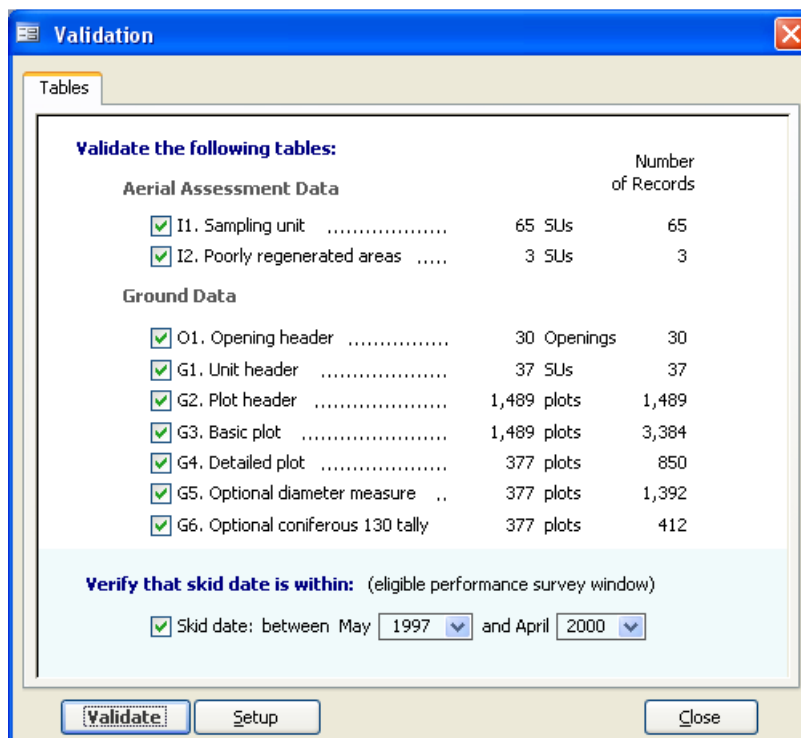 Validation
Tables
Validate the following tables:
Number
of Records
Aerial Assessment Data
I1. Sampling unit ................... 65 SUs 65
I2. Poorly regenerated areas ..... 3 SUs 3
Ground Data
O1. Opening header ................ 30 Openings 30
G1. Unit header .................... 37 SUs 37
G2. Plot header ..................... 1,489 plots 1,489
G3. Basic plot ....................... 1,489 plots 3,384
G4. Detailed plot .................... 377 plots 850
G5. Optional diameter measure .. 377 plots 1,392
G6. Optional coniferous 130 tally 377 plots 412
Verify that skid date is within: (eligible performance survey window)
Skid date: between May 1997 and April 2000
Validate Setup Close